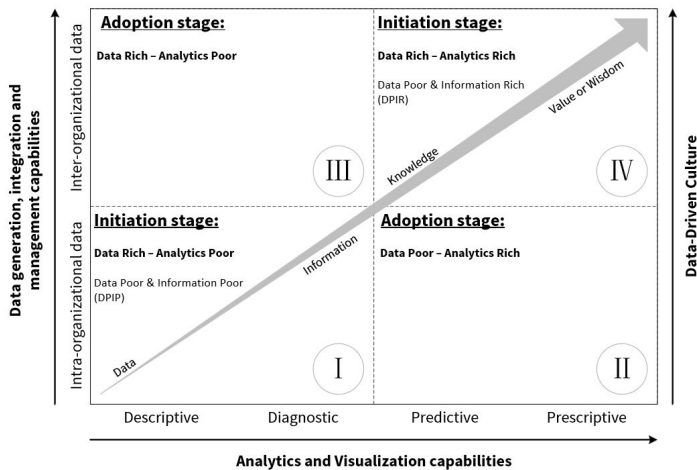 Adoption stage:
Data Rich – Analytics Poor
III
Initiation stage:
Data Rich – Analytics Rich
Data Poor & Information Rich
(DPIR)
Value or Wisdom
Knowledge
IV
Initiation stage:
Data Rich – Analytics Poor
Data Poor & Information Poor
(DPIP)
Information
Data
I
Adoption stage:
Data Poor – Analytics Rich
II
Data generation, integration and
management capabilities
Inter-organizational data
Intra-organizational data
Data-Driven Culture
Descriptive
Diagnostic
Predictive
Prescriptive
Analytics and Visualization capabilities